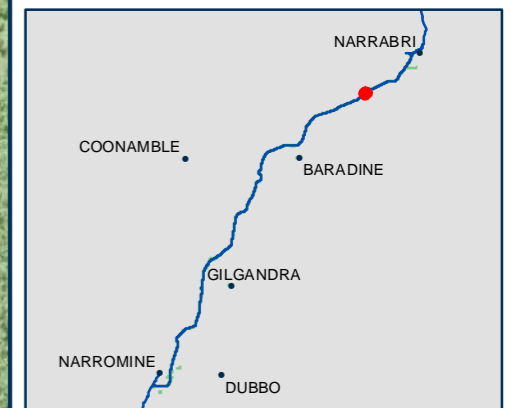 NARRABRI
COONAMBLE
BARADINE
GILGANDRA
NARROMINE
DUBBO